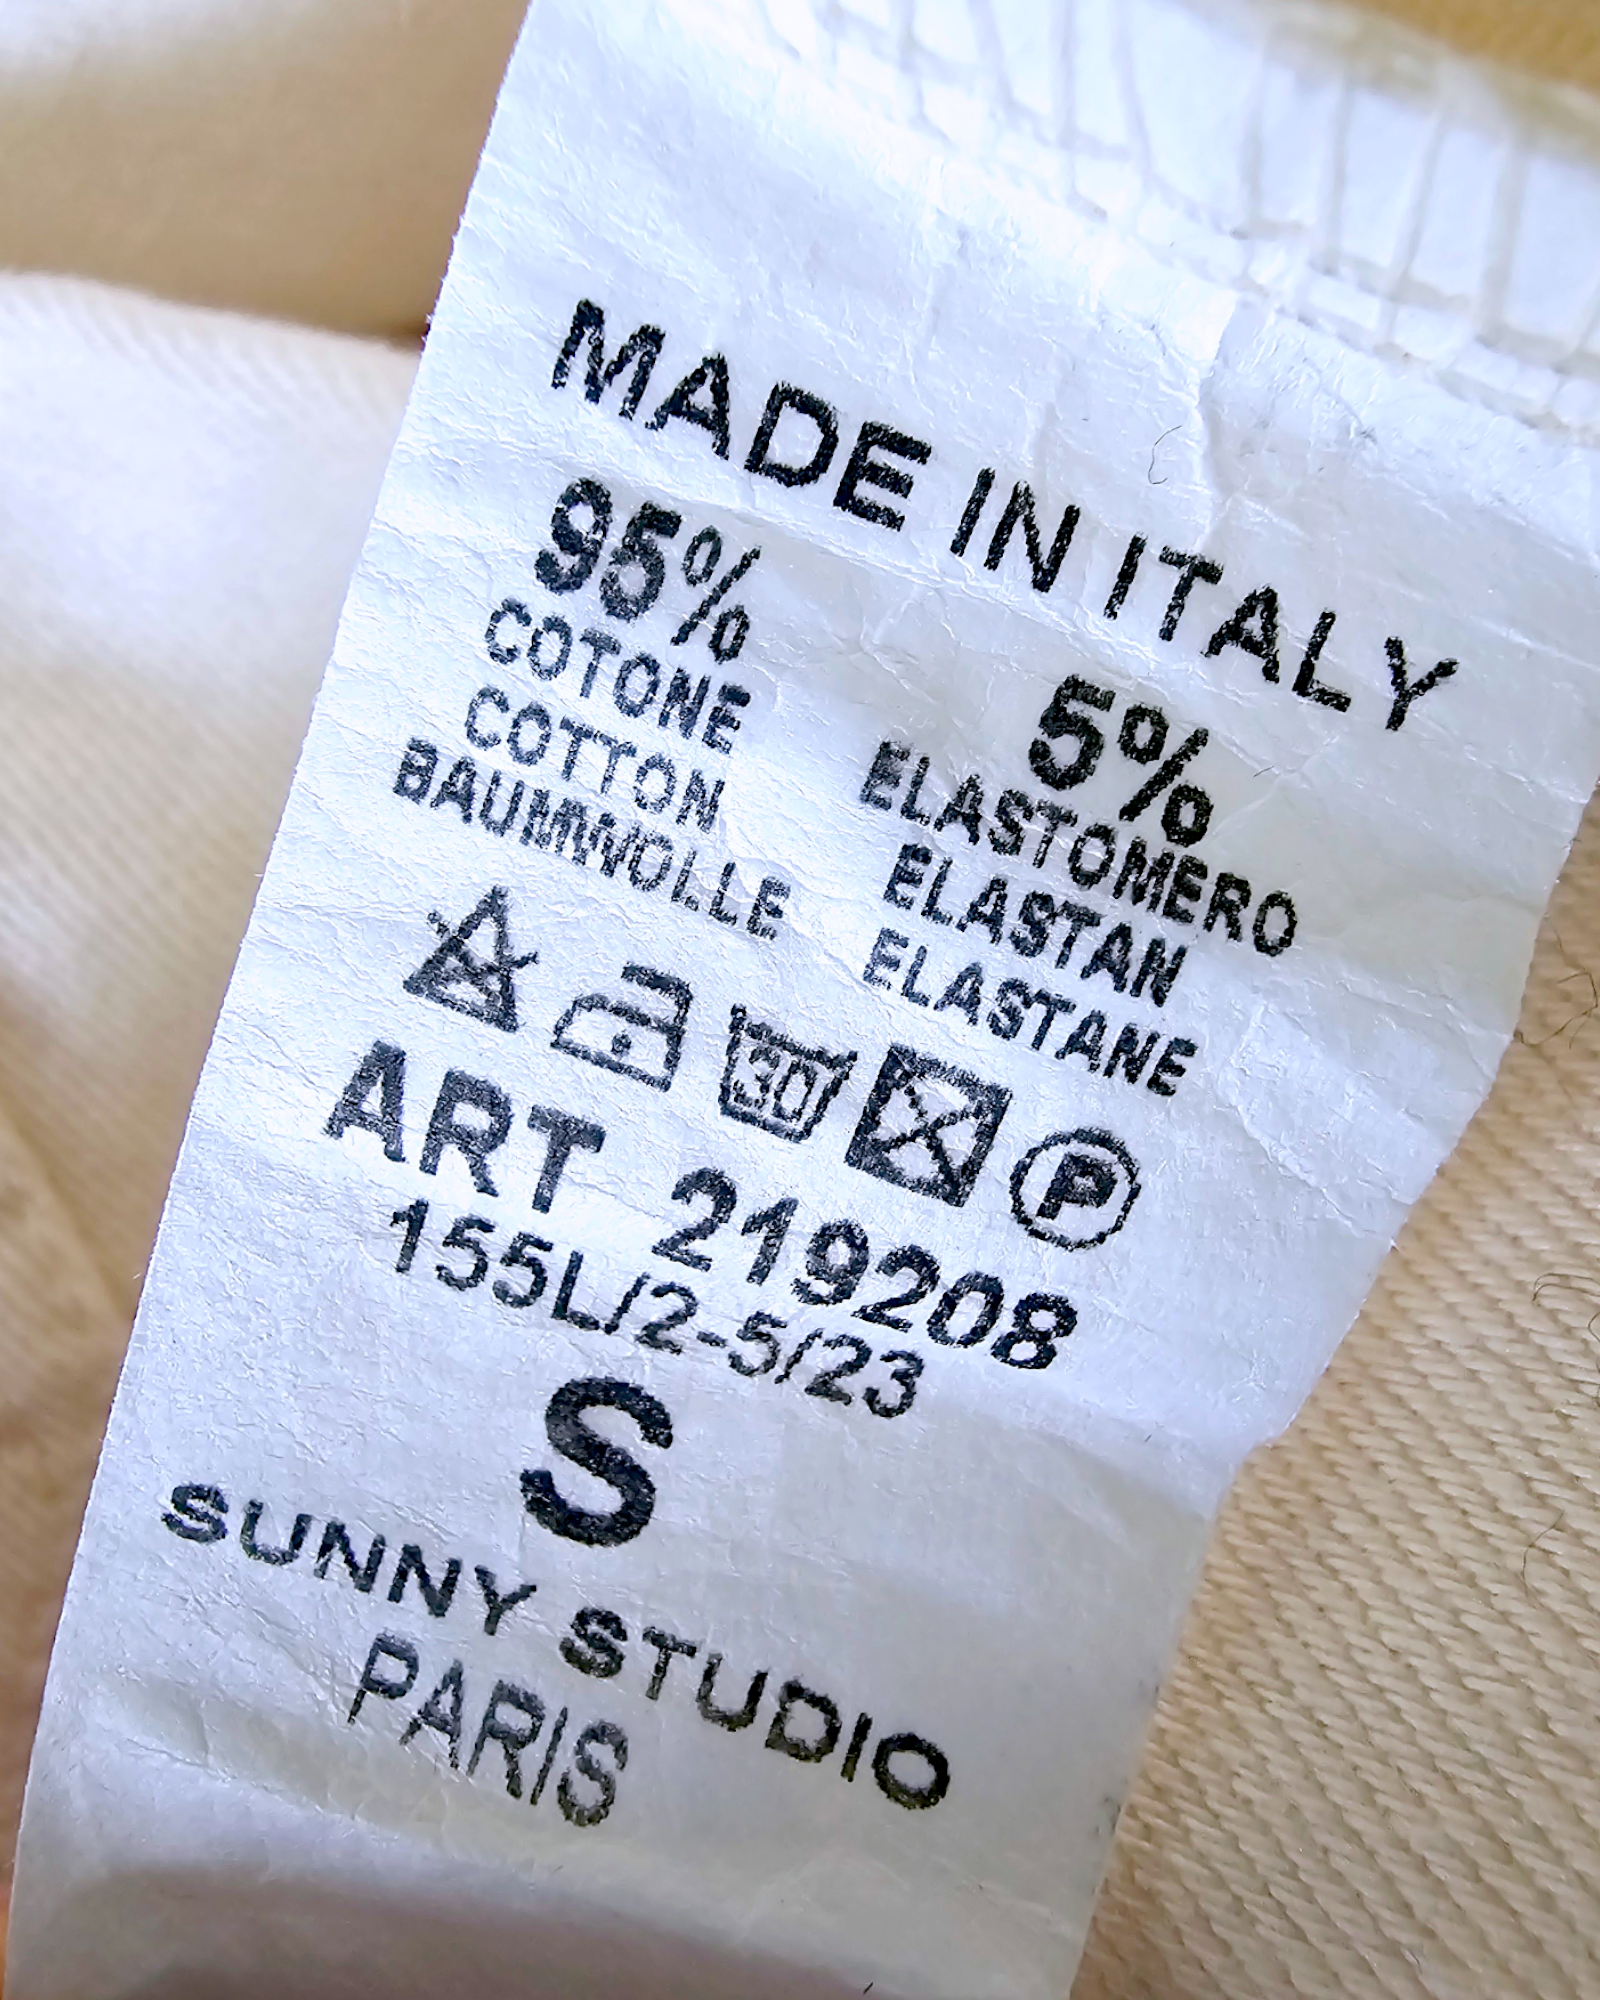 MADE IN ITALY
95%
COTONE
COTTON
BAUMWOLLE
5%
ELASTOMERO
ELASTAN
ELASTANE
30 P
ART 219208
155L/2-5/23
S
SUNNY STUDIO
PARIS